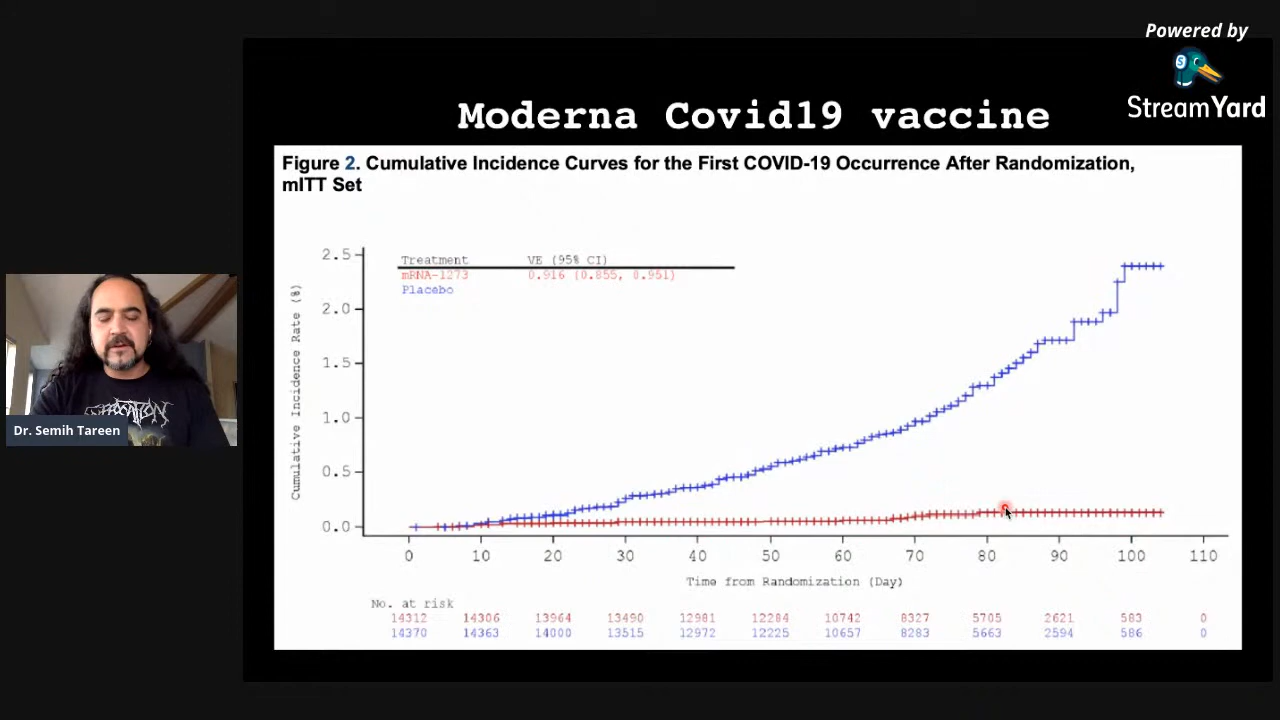 Powered by
StreamYard
Moderna Covid19 vaccine
Figure 2. Cumulative Incidence Curves for the First COVID-19 Occurrence After Randomization,
mITT Set
Treatment VE (95% CI)
mRNA-1273 0.916 (0.855, 0.951)
Placebo
Cumulative Incidence Rate (%)
2.5
2.0
1.5
1.0
0.5
0.0
0 10 20 30 40 50 60 70 80 90 100 110
Time from Randomization (Day)
No. at risk
14312 14306 13964 13490 12981 12284 10742 8327 5705 2621 583 0
14370 14363 14000 13515 12972 12225 10657 8283 5663 2594 586 0
SUFFOCATION
Dr. Semih Tareen